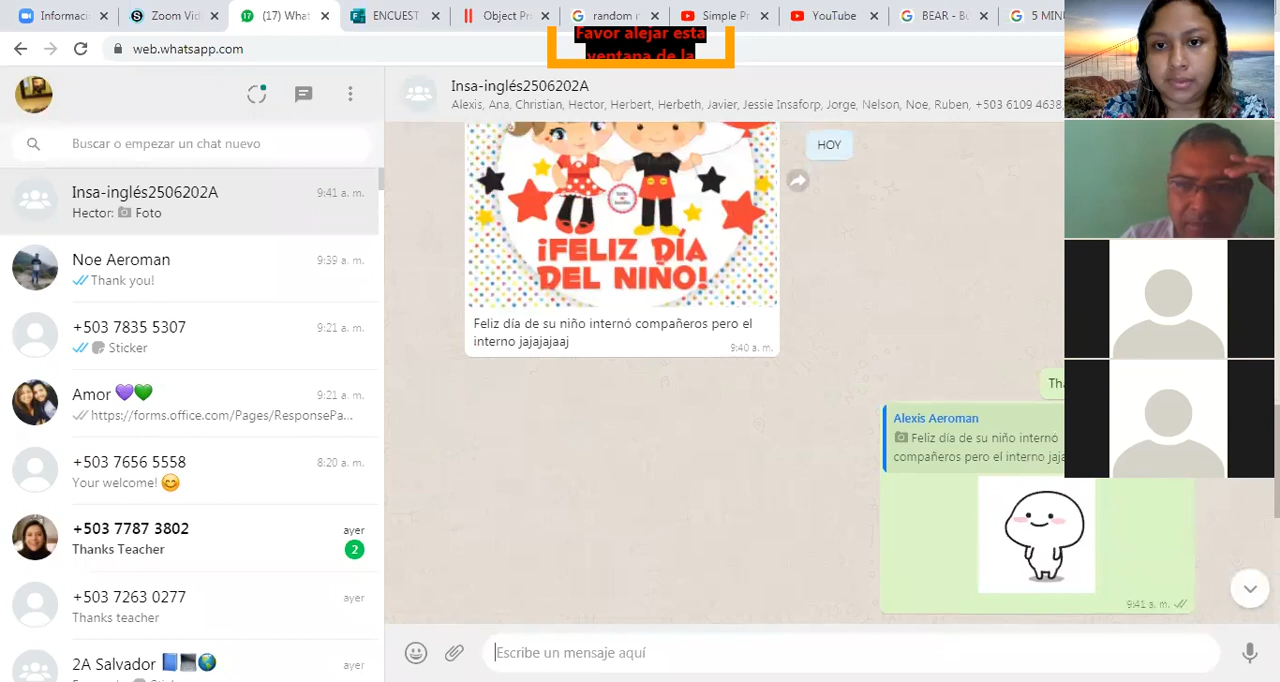 Informaci
Zoom Vid
(17) What
ENCUEST
Object Pr
random
Simple Pr
YouTube
BEAR - B
5 MIN
web.whatsapp.com
Favor alejar esta
ventana de la
Insa-inglés2506202A
Alexis, Ana, Christian, Hector, Herbert, Herbeth, Javier, Jessie Insaforp, Jorge, Nelson, Noe, Ruben, +503 6109 4638,
Buscar o empezar un chat nuevo
Insa-inglés2506202A
9:41 a. m.
Hector: Foto
Noe Aeroman
9:39 a. m.
Thank you!
+503 7835 5307
9:21 a. m.
Sticker
Amor 💜💚
9:21 a. m.
https://forms.office.com/Pages/ResponsePa...
+503 7656 5558
8:20 a. m.
Your welcome! 😊
+503 7787 3802
ayer
Thanks Teacher
2
+503 7263 0277
ayer
Thanks teacher
2A Salvador
ayer
HOY
¡FELIZ DÍA
DEL NIÑO!
Feliz día de su niño internó compañeros pero el
interno jajajajaaj
9:40 a. m.
Tha
Alexis Aeroman
Feliz día de su niño internó
compañeros pero el interno jaja
9:41 a. m.
Escribe un mensaje aquí